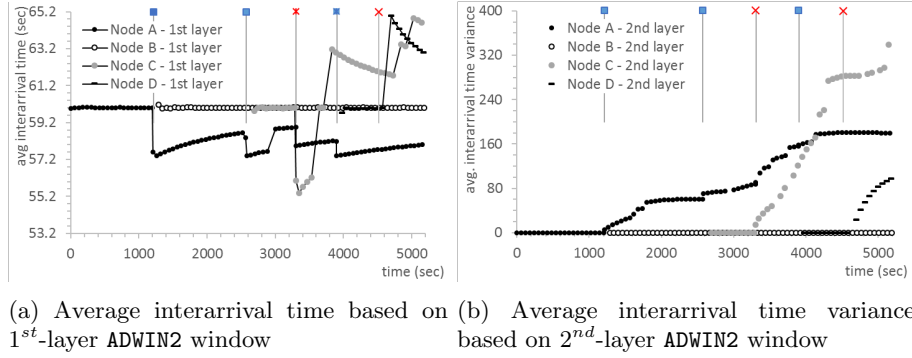 (a)
avg interarrival time (sec)
65.2
63.2
61.2
59.2
57.2
55.2
53.2
Node A - 1st layer
Node B - 1st layer
Node C - 1st layer
Node D - 1st layer
0 1000 2000 3000 4000 5000
time (sec)
(b)
avg. interarrival time variance
400
320
240
160
80
0
Node A - 2nd layer
Node B - 2nd layer
Node C - 2nd layer
Node D - 2nd layer
0 1000 2000 3000 4000 5000
time (sec)
(a) Average interarrival time based on
1st-layer ADWIN2 window
(b) Average interarrival time variance
based on 2nd-layer ADWIN2 window